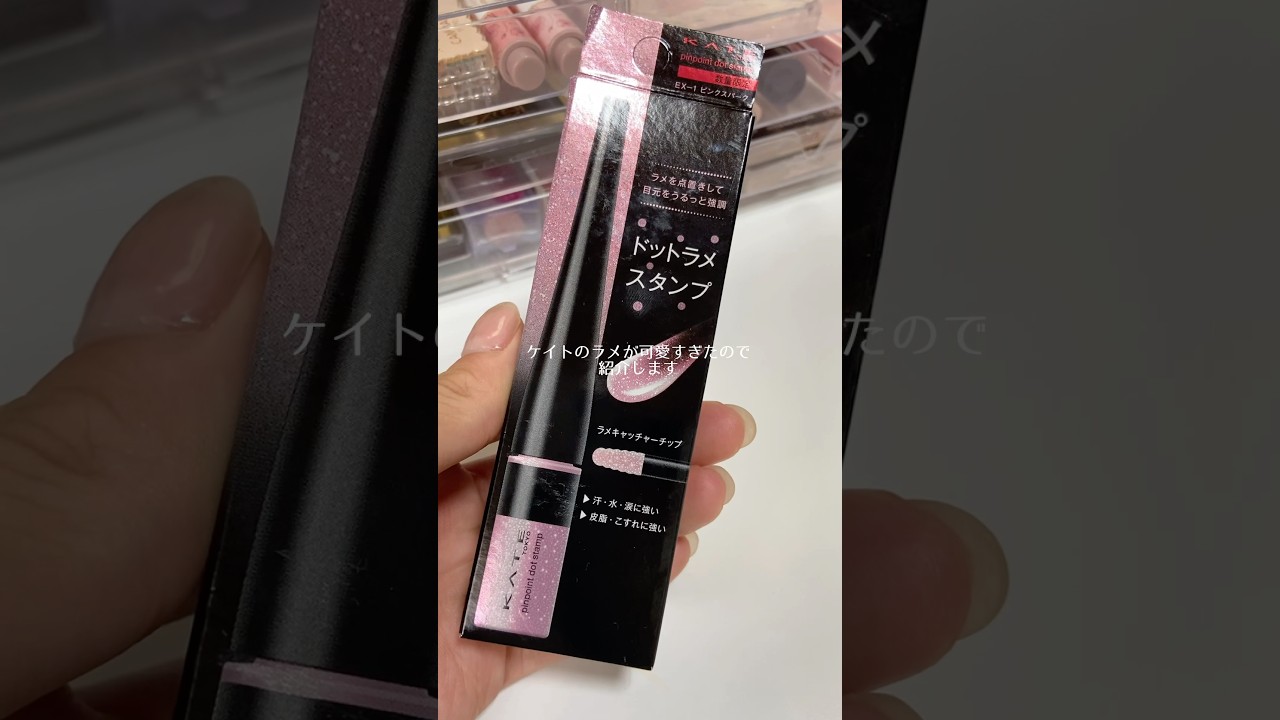 KATE
pinpoint dot stamp
数量限定
EX-1 ピンクスパーク
ラメを点置きして
目元をうるっと強調
ドットラメ
スタンプ
ケイトのラメが可愛すぎたので
紹介します
ラメキャッチャーチップ
▶汗・水・涙に強い
▶皮脂・こすれに強い
KATE
TOKYO
pinpoint dot stamp